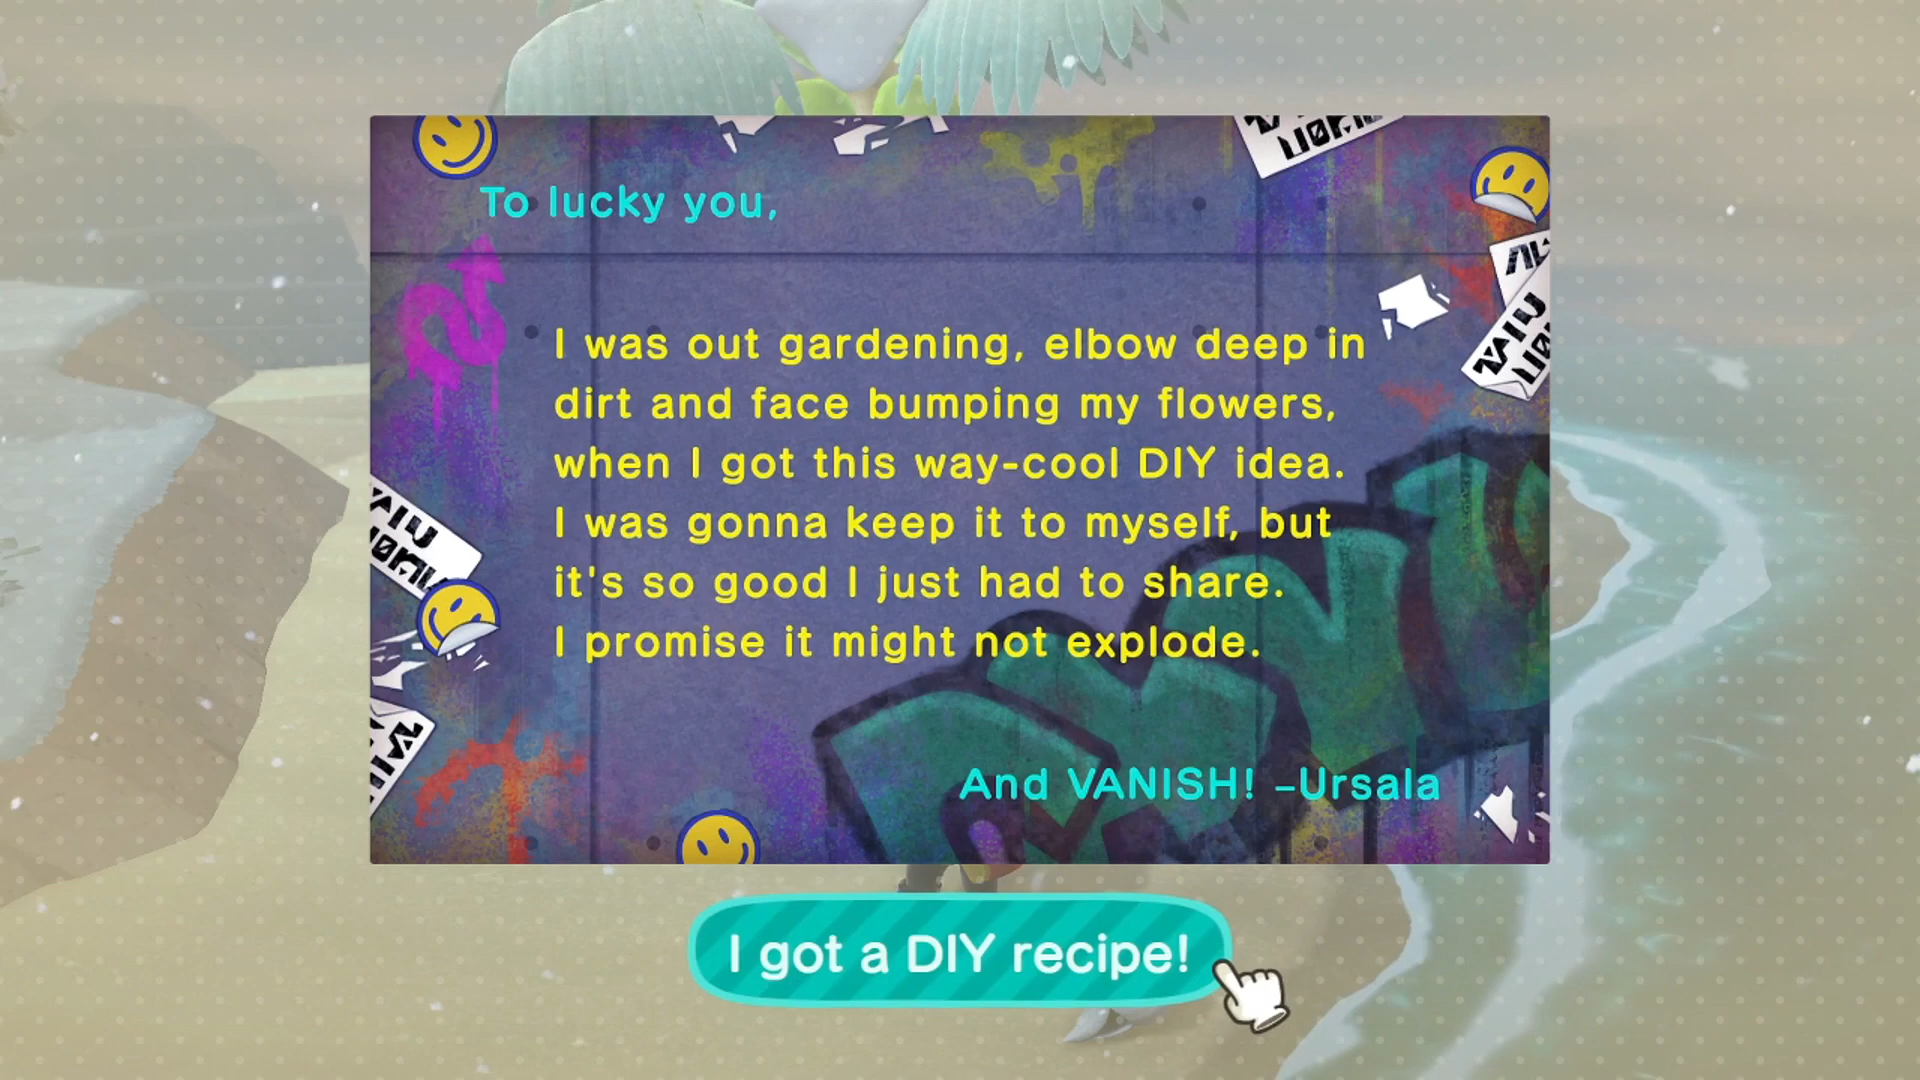 To lucky you,
I was out gardening, elbow deep in
dirt and face bumping my flowers,
when I got this way-cool DIY idea.
I was gonna keep it to myself, but
it's so good I just had to share.
I promise it might not explode.
And VANISH! -Ursala
I got a DIY recipe!